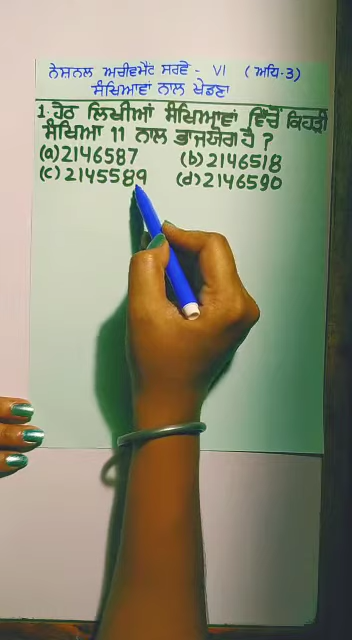 ਨੈਸ਼ਨਲ ਅਚੀਵਮੈਂਟ ਸਰਵੇ - VI ( ਅਧਿ.3)
ਸੰਖਿਆਵਾਂ ਨਾਲ ਖੇਡਣਾ
1. ਹੇਠ ਲਿਖੀਆਂ ਸੰਖਿਆਵਾਂ ਵਿੱਚੋਂ ਕਿਹੜੀ
ਸੰਖਿਆ 11 ਨਾਲ ਭਾਜਯੋਗ ਹੈ ?
(a) 2146587 (b) 2146518
(c) 2145589 (d) 2146590